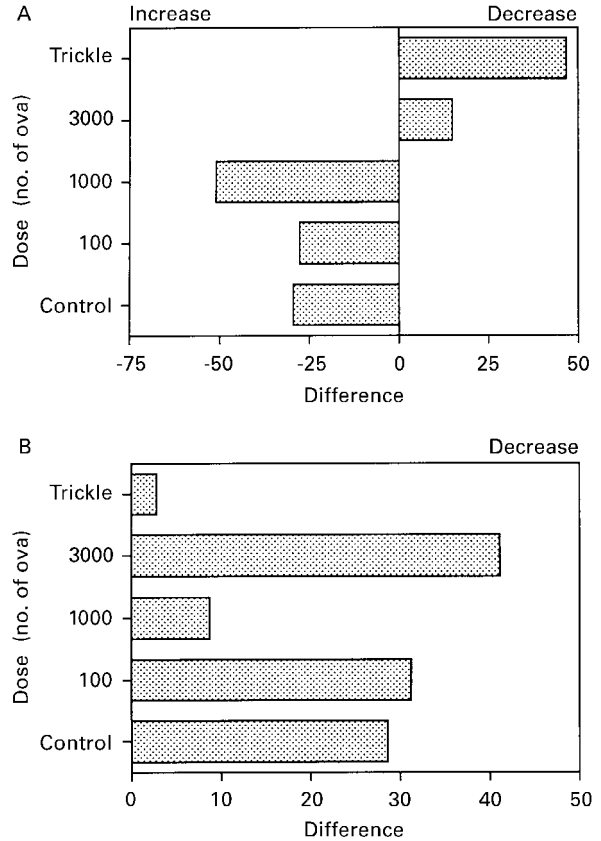 A
Increase Decrease
Trickle
3000
1000
100
Control
Dose (no. of ova)
-75 -50 -25 0 25 50
Difference
B
Decrease
Trickle
3000
1000
100
Control
Dose (no. of ova)
0 10 20 30 40 50
Difference